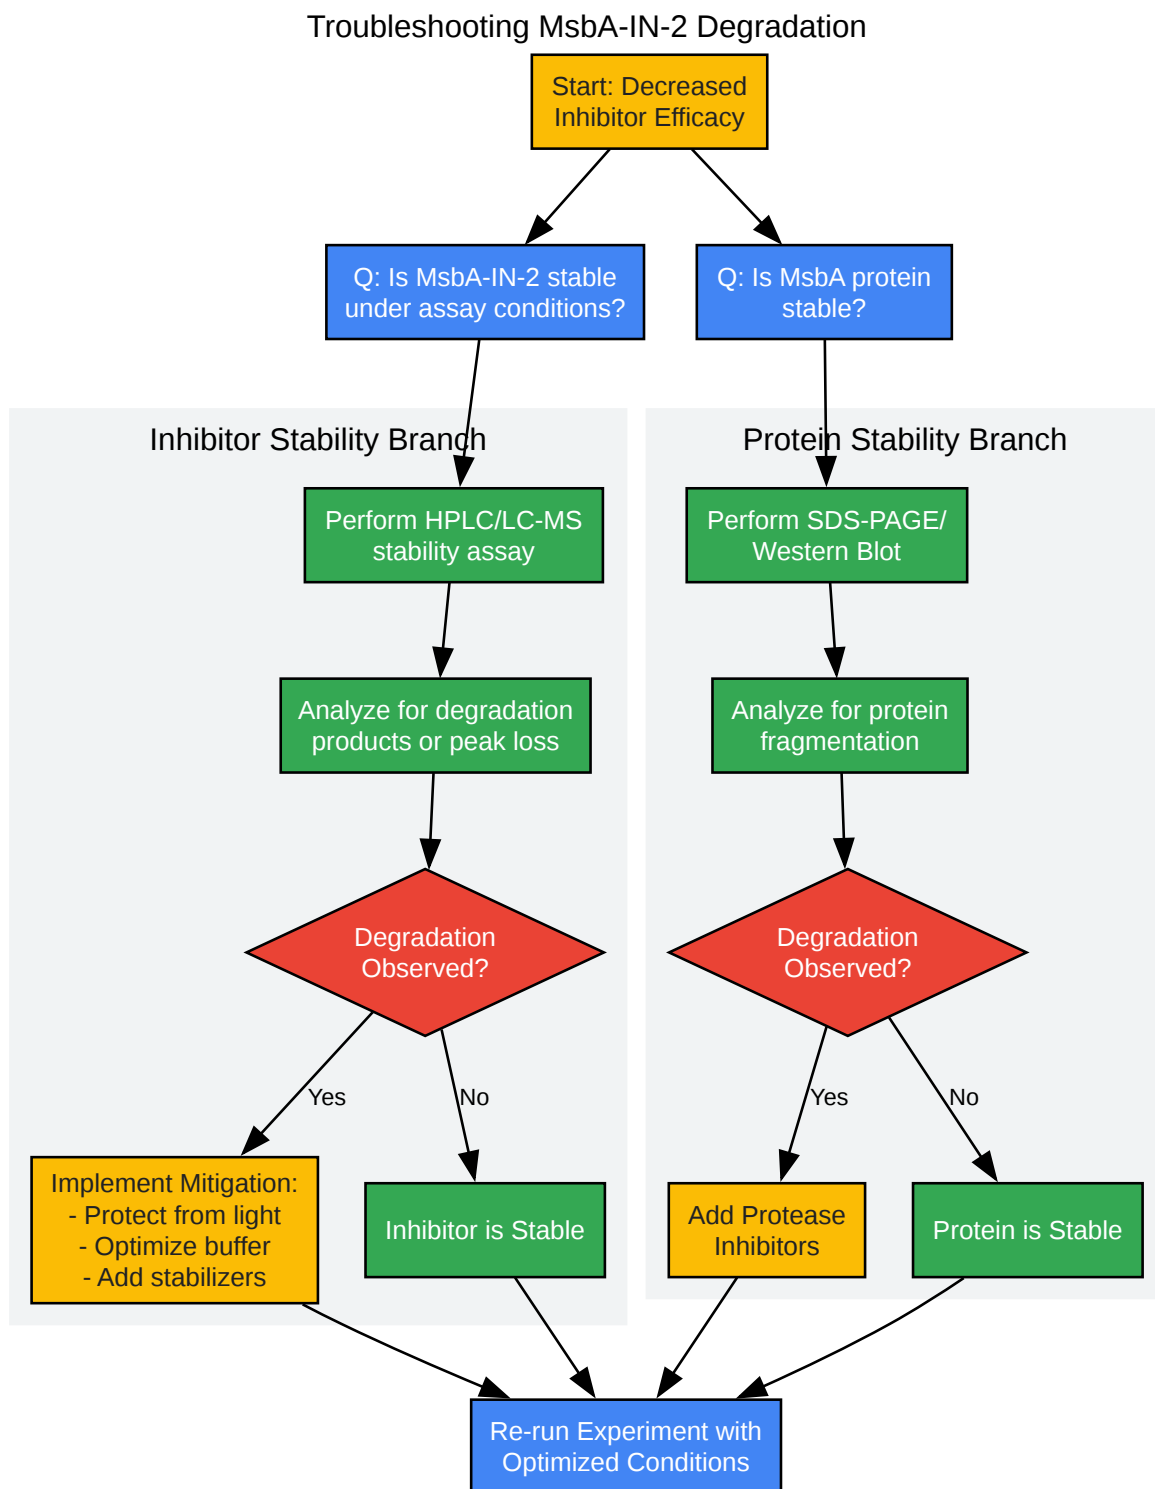 Troubleshooting MsbA-IN-2 Degradation
Start: Decreased
Inhibitor Efficacy
Q: Is MsbA-IN-2 stable
under assay conditions?
Q: Is MsbA protein
stable?
Inhibitor Stability Branch
Protein Stability Branch
Perform HPLC/LC-MS
stability assay
Perform SDS-PAGE/
Western Blot
Analyze for degradation
products or peak loss
Analyze for protein
fragmentation
Degradation
Observed?
Degradation
Observed?
Yes
No
Yes
No
Implement Mitigation:
- Protect from light
- Optimize buffer
- Add stabilizers
Inhibitor is Stable
Add Protease
Inhibitors
Protein is Stable
Re-run Experiment with
Optimized Conditions